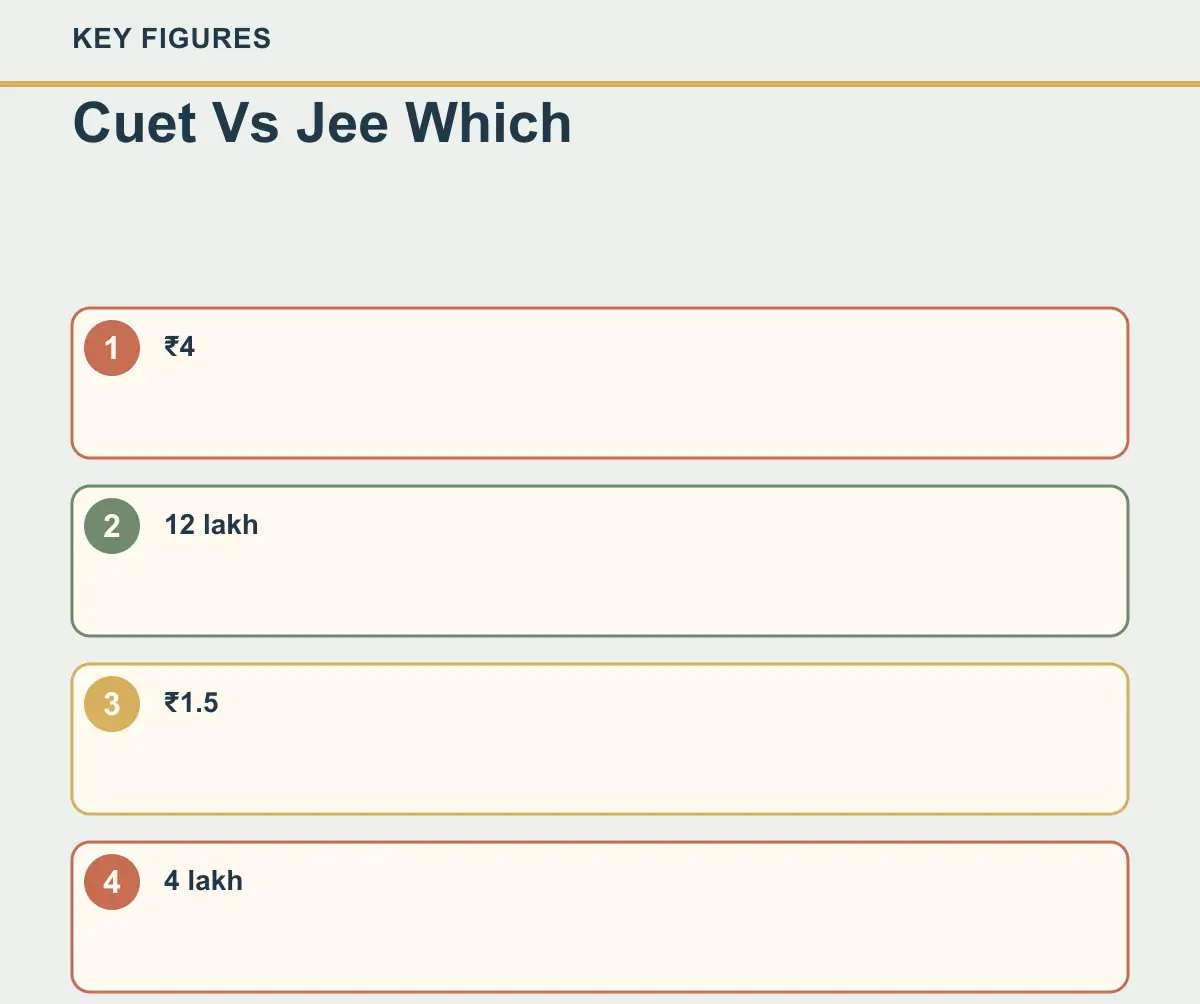 KEY FIGURES
Cuet Vs Jee Which
1 ₹4
2 12 lakh
3 ₹1.5
4 4 lakh